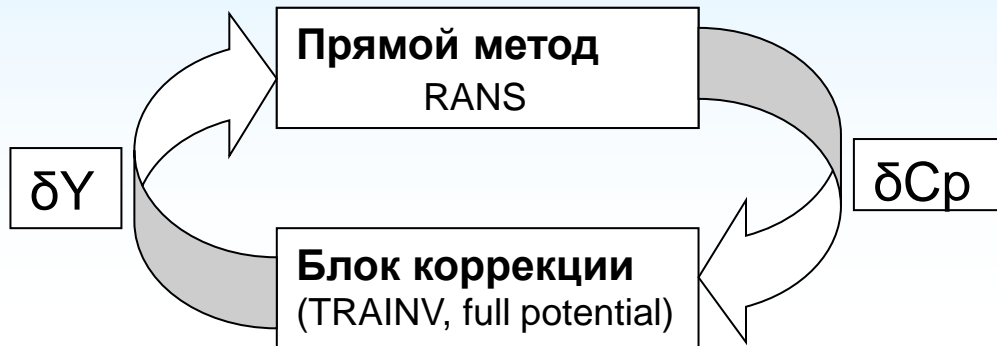 Прямой метод
RANS
δY
δCp
Блок коррекции
(TRAINV, full potential)